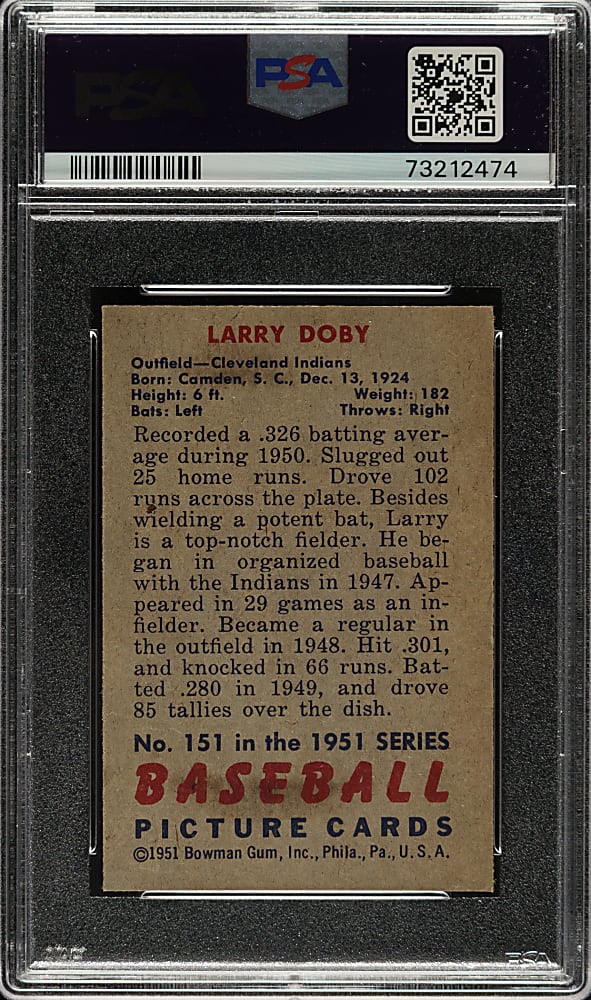 PSA
73212474
LARRY DOBY
Outfield—Cleveland Indians
Born: Camden, S. C., Dec. 13, 1924
Height: 6 ft. Weight: 182
Bats: Left Throws: Right
Recorded a .326 batting aver-
age during 1950. Slugged out
25 home runs. Drove 102
runs across the plate. Besides
wielding a potent bat, Larry
is a top-notch fielder. He be-
gan in organized baseball
with the Indians in 1947. Ap-
peared in 29 games as an in-
fielder. Became a regular in
the outfield in 1948. Hit .301,
and knocked in 66 runs. Bat-
ted .280 in 1949, and drove
85 tallies over the dish.
No. 151 in the 1951 SERIES
BASEBALL
PICTURE CARDS
©1951 Bowman Gum, Inc., Phila., Pa., U. S. A.
PSA